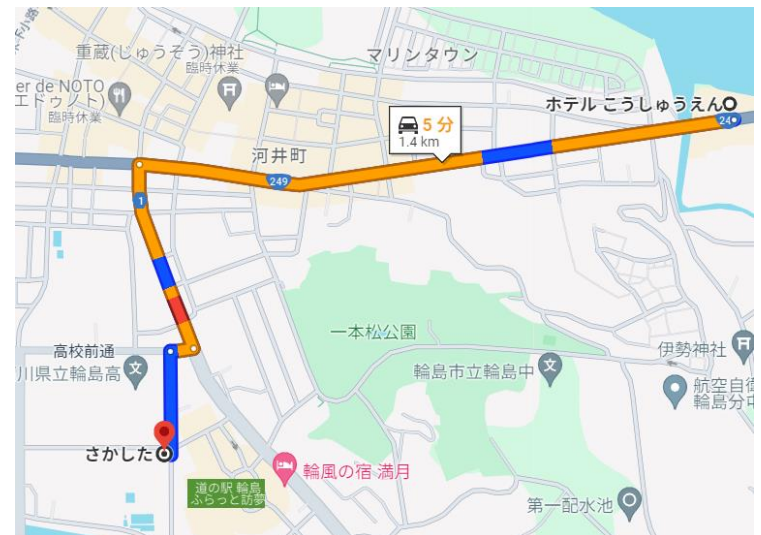 重蔵(じゅうそう)神社
臨時休業
マリンタウン
er de NOTO
エドゥノト)
臨時休業
ホテル こうしゅうえん
5 分
1.4 km
24
河井町
249
1
一本松公園
高校前通
川県立輪島高
輪島市立輪島中
伊勢神社
航空自衛
輪島分屯
さかした
輪風の宿 満月
道の駅 輪島
ふらっと訪夢
第一配水池